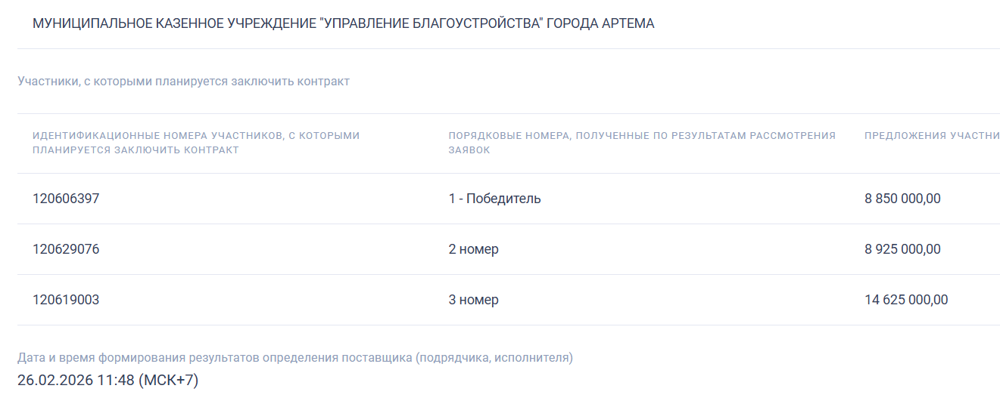 МУНИЦИПАЛЬНОЕ КАЗЕННОЕ УЧРЕЖДЕНИЕ "УПРАВЛЕНИЕ БЛАГОУСТРОЙСТВА" ГОРОДА АРТЕМА
Участники, с которыми планируется заключить контракт
ИДЕНТИФИКАЦИОННЫЕ НОМЕРА УЧАСТНИКОВ, С КОТОРЫМИ
ПЛАНИРУЕТСЯ ЗАКЛЮЧИТЬ КОНТРАКТ
ПОРЯДКОВЫЕ НОМЕРА, ПОЛУЧЕННЫЕ ПО РЕЗУЛЬТАТАМ РАССМОТРЕНИЯ
ЗАЯВОК
ПРЕДЛОЖЕНИЯ УЧАСТНИ
120606397 1 - Победитель 8 850 000,00
120629076 2 номер 8 925 000,00
120619003 3 номер 14 625 000,00
Дата и время формирования результатов определения поставщика (подрядчика, исполнителя)
26.02.2026 11:48 (МСК+7)